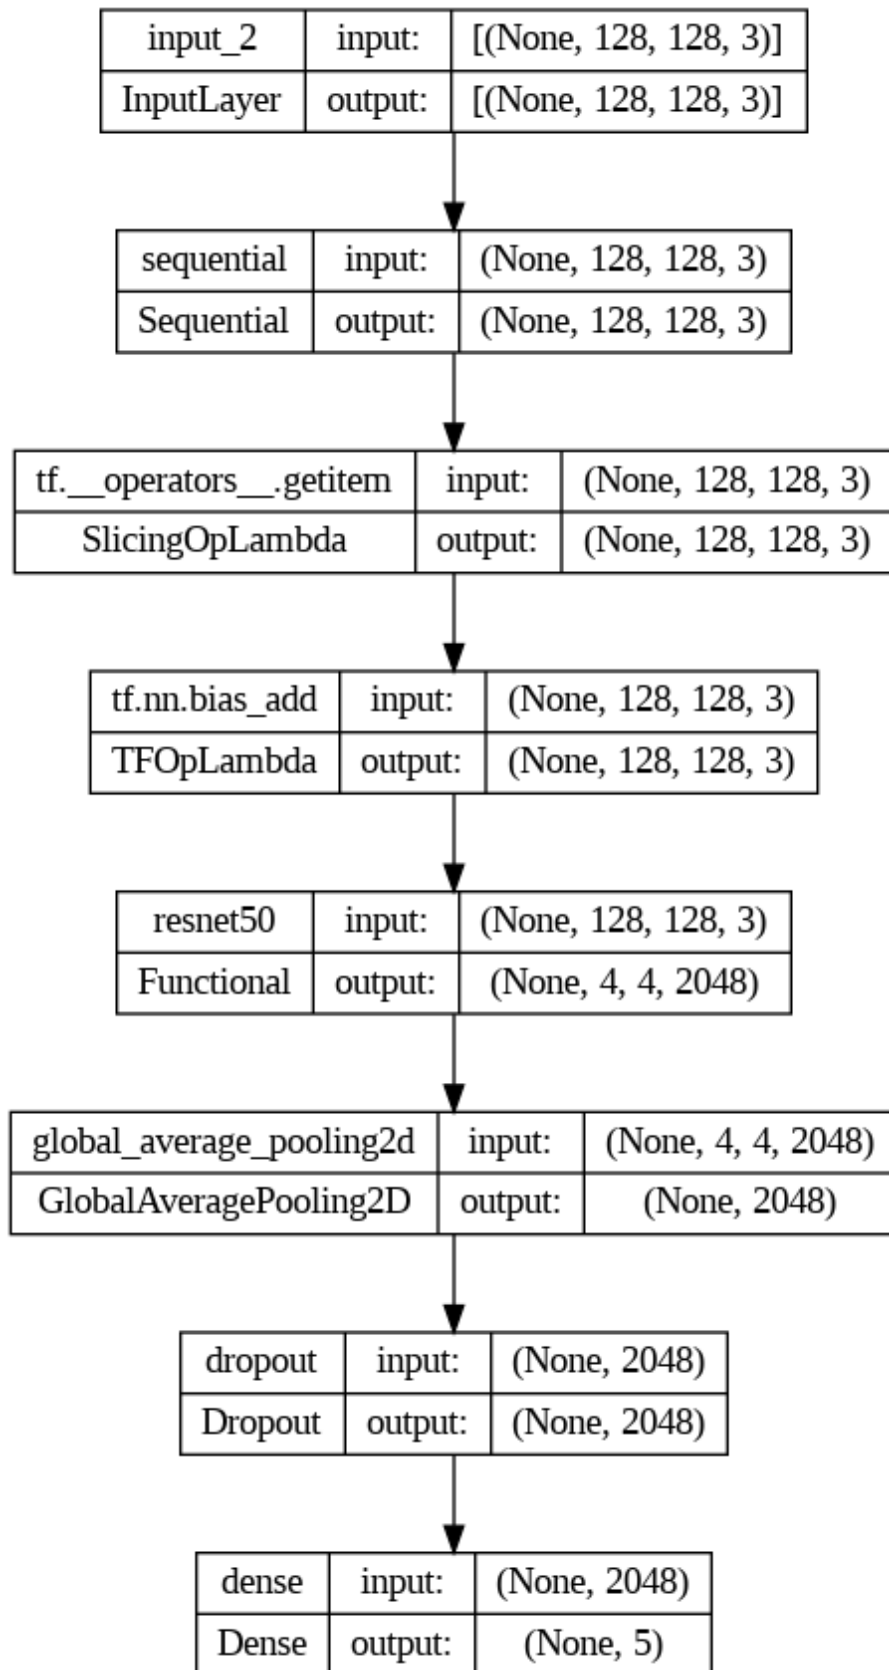 input_2 input: [(None, 128, 128, 3)]
InputLayer output: [(None, 128, 128, 3)]
sequential input: (None, 128, 128, 3)
Sequential output: (None, 128, 128, 3)
tf.__operators__.getitem input: (None, 128, 128, 3)
SlicingOpLambda output: (None, 128, 128, 3)
tf.nn.bias_add input: (None, 128, 128, 3)
TFOpLambda output: (None, 128, 128, 3)
resnet50 input: (None, 128, 128, 3)
Functional output: (None, 4, 4, 2048)
global_average_pooling2d input: (None, 4, 4, 2048)
GlobalAveragePooling2D output: (None, 2048)
dropout input: (None, 2048)
Dropout output: (None, 2048)
dense input: (None, 2048)
Dense output: (None, 5)